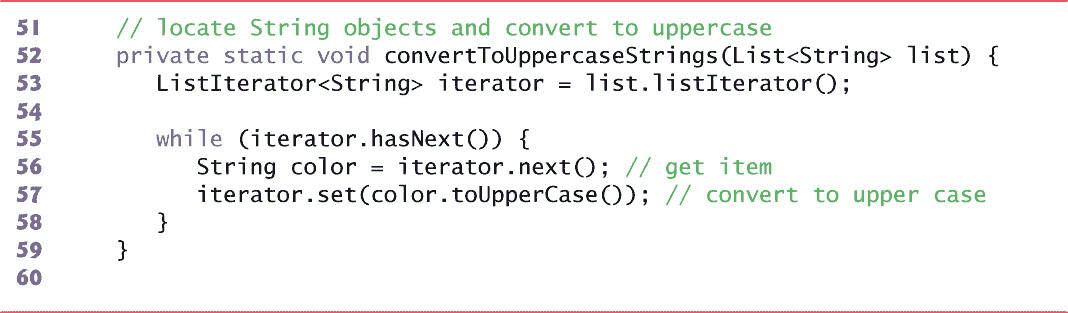 51 // locate String objects and convert to uppercase
52 private static void convertToUppercaseStrings(List<String> list) {
53 ListIterator<String> iterator = list.listIterator();
54
55 while (iterator.hasNext()) {
56 String color = iterator.next(); // get item
57 iterator.set(color.toUpperCase()); // convert to upper case
58 }
59 }
60